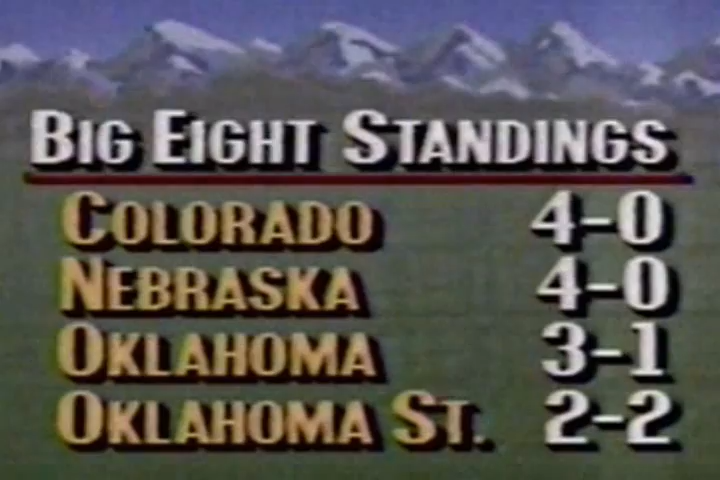 BIG EIGHT STANDINGS
COLORADO 4-0
NEBRASKA 4-0
OKLAHOMA 3-1
OKLAHOMA ST. 2-2